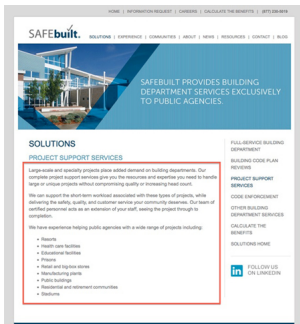 HOME | INFORMATION REQUEST | CAREERS | CALCULATE THE BENEFITS | (877) 230-9019
SAFEbuilt.
SOLUTIONS | EXPERIENCE | COMMUNITIES | ABOUT | NEWS | RESOURCES | CONTACT | BLOG
SAFEBUILT PROVIDES BUILDING
DEPARTMENT SERVICES EXCLUSIVELY
TO PUBLIC AGENCIES.
SOLUTIONS
PROJECT SUPPORT SERVICES
Large-scale and specialty projects place added demand on building departments. Our
complete project support services give you the resources and expertise you need to handle
large or unique projects without compromising quality or increasing head count.
We can support the short-term workload associated with these types of projects, while
delivering the safety, quality, and customer service your community deserves. Our team of
certified personnel acts as an extension of your staff, seeing the project through to
completion.
We have experience helping public agencies with a wide range of projects including:
Resorts
Health care facilities
Educational facilities
Prisons
Retail and big-box stores
Manufacturing plants
Public buildings
Residential and retirement communities
Stadiums
FULL-SERVICE BUILDING
DEPARTMENT
BUILDING CODE PLAN
REVIEWS
PROJECT SUPPORT
SERVICES
CODE ENFORCEMENT
OTHER BUILDING
DEPARTMENT SERVICES
CALCULATE THE
BENEFITS
SOLUTIONS HOME
in
FOLLOW US
ON LINKEDIN